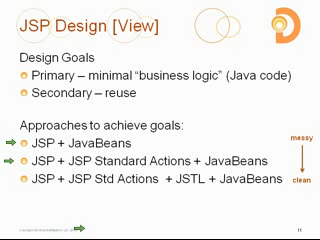 JSP Design [View]
Design Goals
Primary – minimal “business logic” (Java code)
Secondary – reuse
Approaches to achieve goals:
JSP + JavaBeans
JSP + JSP Standard Actions + JavaBeans
JSP + JSP Std Actions + JSTL + JavaBeans
messy
clean
11